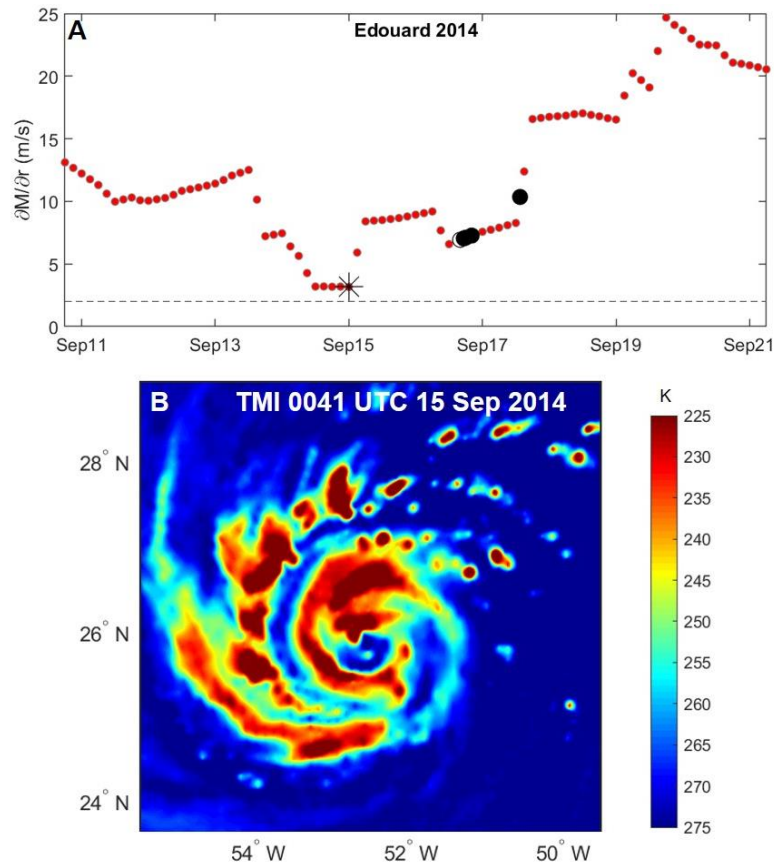 A
Edouard 2014
∂M/∂r (m/s)
25
20
15
10
5
0
Sep11 Sep13 Sep15 Sep17 Sep19 Sep21
B TMI 0041 UTC 15 Sep 2014
K
28° N
26° N
24° N
54° W 52° W 50° W
225
230
235
240
245
250
255
260
265
270
275